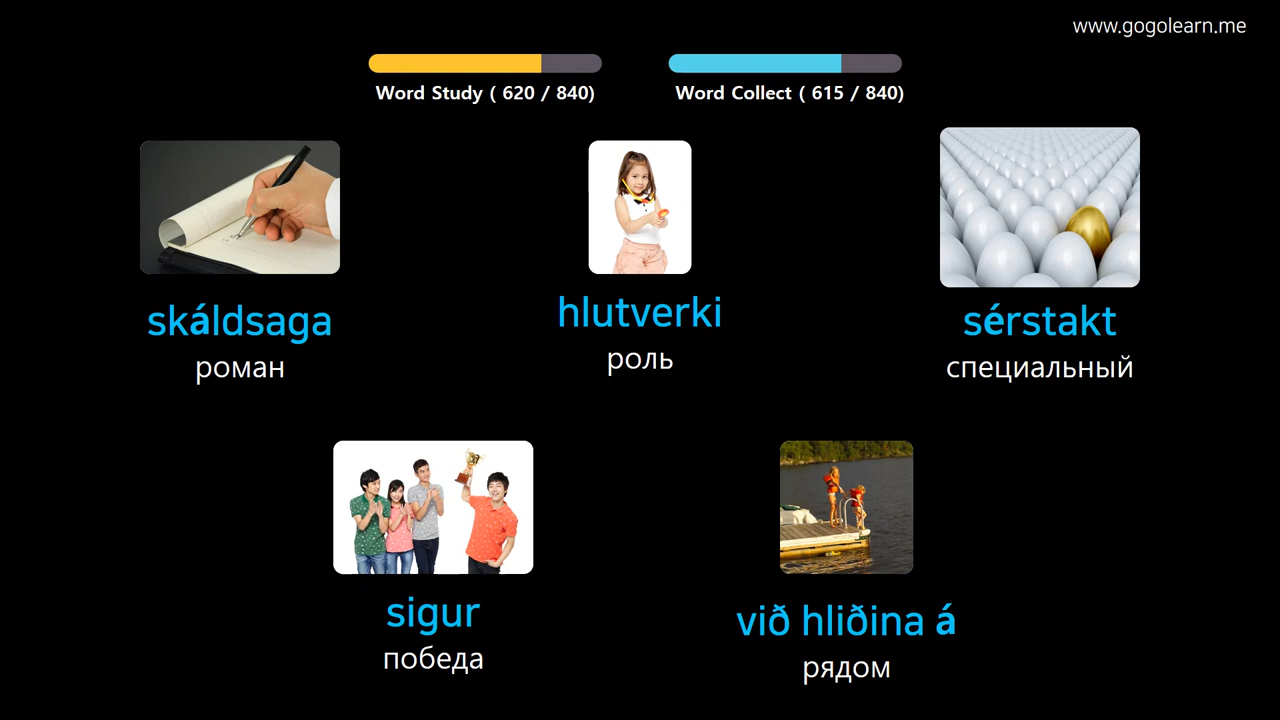 www.gogolearn.me
Word Study ( 620 / 840)
Word Collect ( 615 / 840)
skáldsaga
роман
hlutverki
роль
sérstakt
специальный
sigur
победа
við hliðina á
рядом